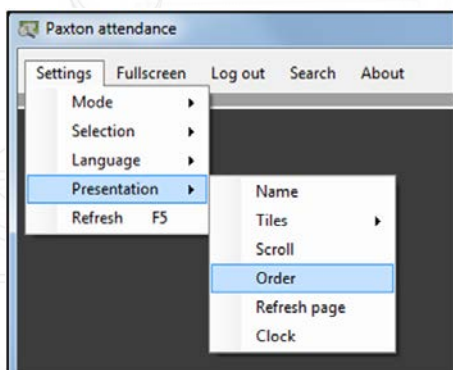 Paxton attendance
Settings Fullscreen Log out Search About
Mode
Selection
Language
Presentation
Refresh F5
Name
Tiles
Scroll
Order
Refresh page
Clock